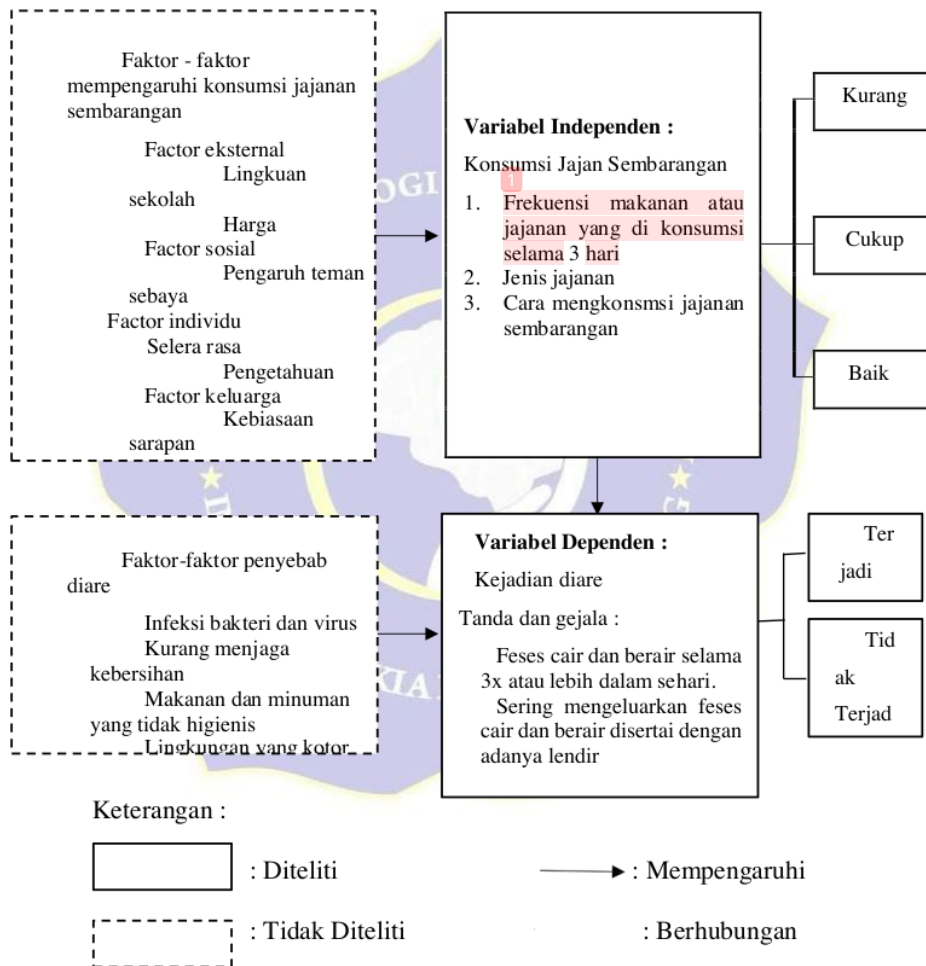 Faktor - faktor
mempengaruhi konsumsi jajanan
sembarangan
Factor eksternal
Lingkuan
sekolah
Harga
Factor sosial
Pengaruh teman
sebaya
Factor individu
Selera rasa
Pengetahuan
Factor keluarga
Kebiasaan
sarapan
Variabel Independen :
Konsumsi Jajan Sembarangan
1
1. Frekuensi makanan atau
jajanan yang di konsumsi
selama 3 hari
2. Jenis jajanan
3. Cara mengkonsmsi jajanan
sembarangan
Kurang
Cukup
Baik
Faktor-faktor penyebab
diare
Infeksi bakteri dan virus
Kurang menjaga
kebersihan
Makanan dan minuman
yang tidak higienis
Lingkungan yang kotor
Variabel Dependen :
Kejadian diare
Tanda dan gejala :
Feses cair dan berair selama
3x atau lebih dalam sehari.
Sering mengeluarkan feses
cair dan berair disertai dengan
adanya lendir
Ter
jadi
Tid
ak
Terjad
Keterangan :
: Diteliti
: Mempengaruhi
: Tidak Diteliti
: Berhubungan